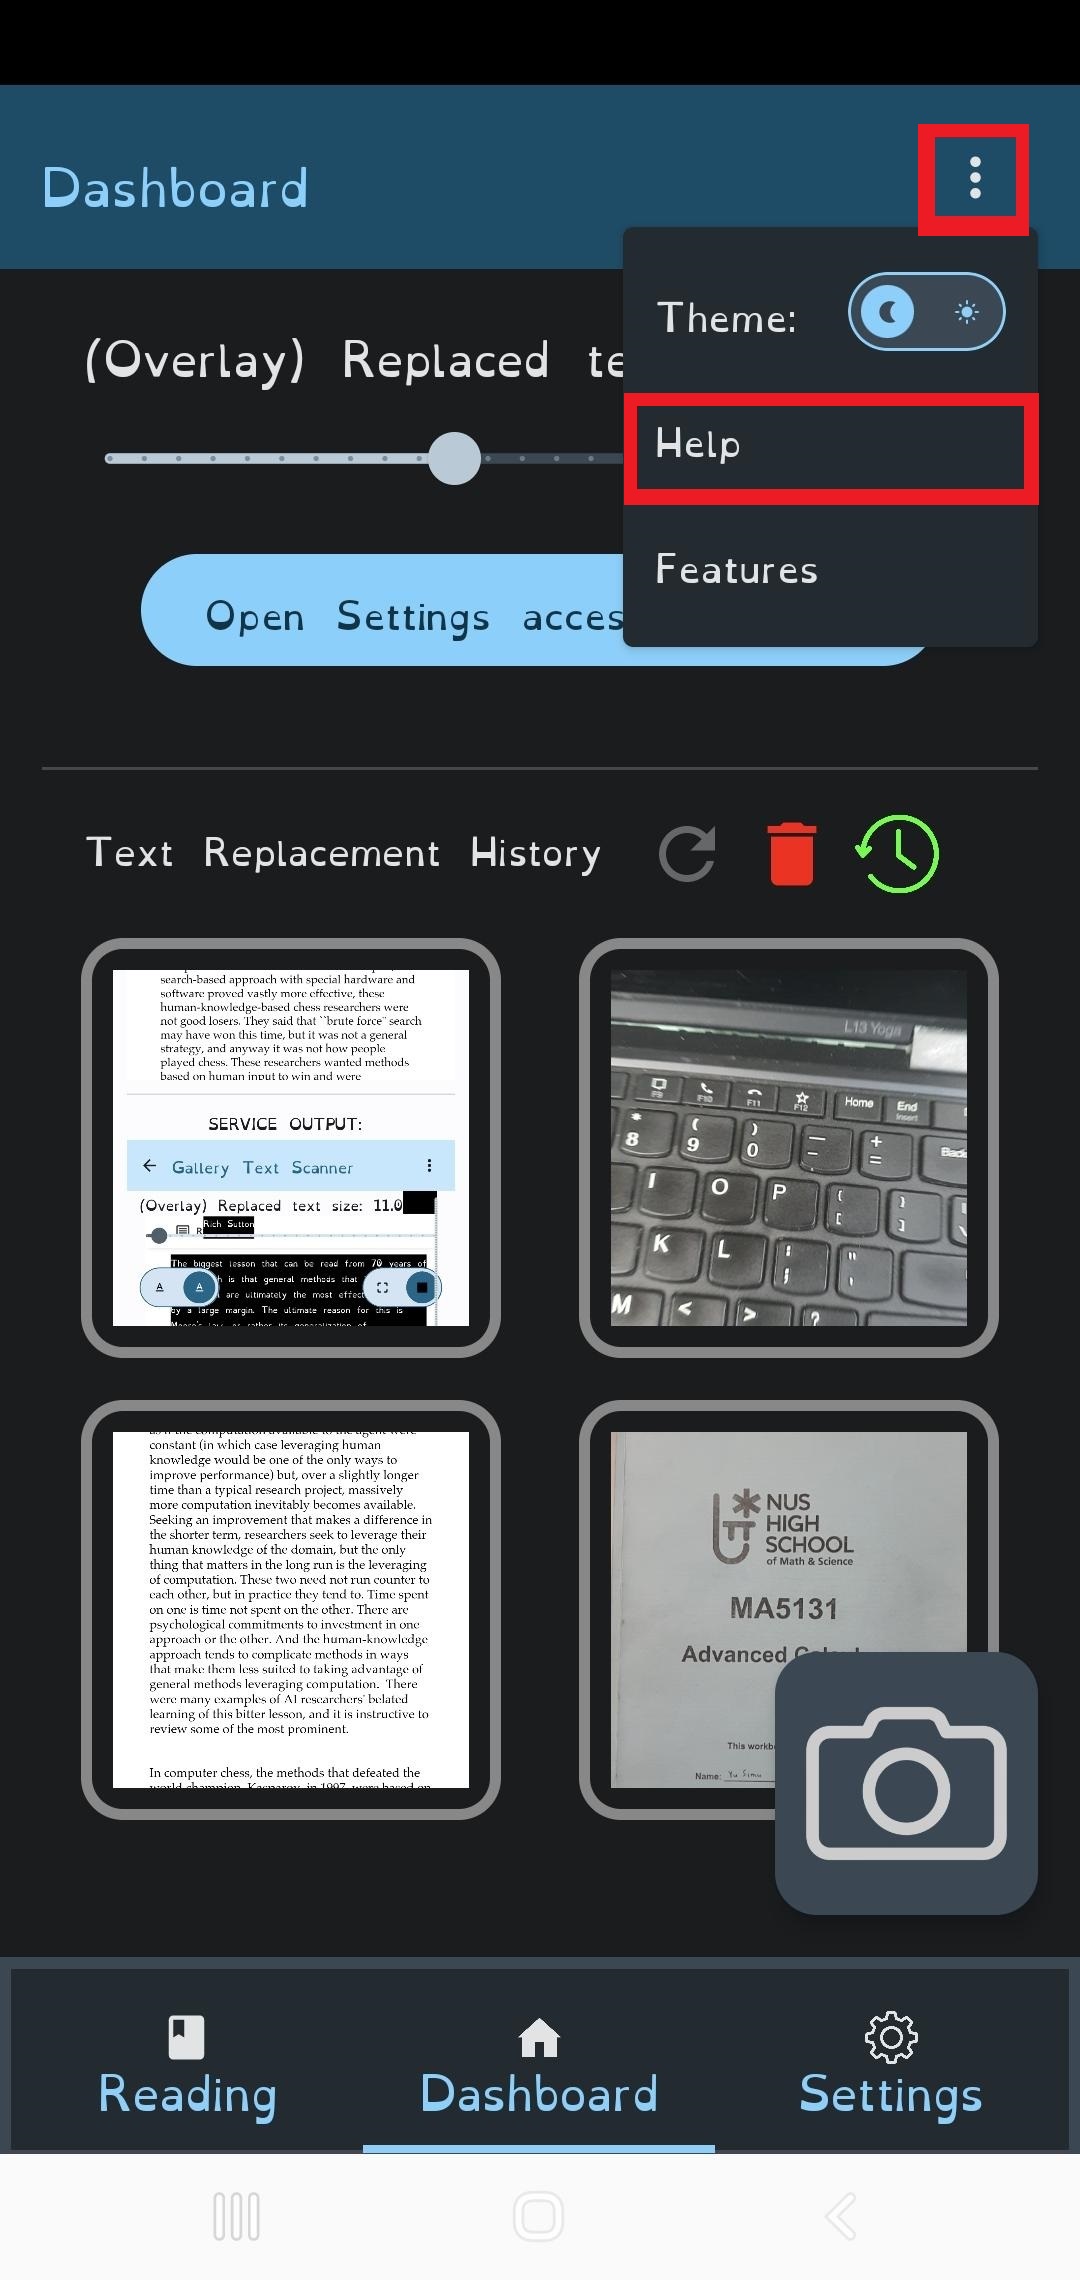 Dashboard
Theme:
(Overlay) Replaced te
Help
Features
Open Settings acces
Text Replacement History
search-based approach with special hardware and
software proved vastly more effective, these
human-knowledge-based chess researchers were
not good losers. They said that ``brute force" search
may have won this time, but it was not a general
strategy, and anyway it was not how people
played chess. These researchers wanted methods
based on human input to win and were
SERVICE OUTPUT:
Gallery Text Scanner
(Overlay) Replaced text size: 11.0
Rich Sutton
The biggest lesson that can be read from 70 years of
h is that general methods that
are ultimately the most effect
by a large margin. The ultimate reason for this is
L13 Yoga
F9 F10 F11 F12 Home End
Insert
* ( ) — +
8 9 0 - = Back
I O P { }
[ ]
K L : "
; '
M < > ?
constant (in which case leveraging human
knowledge would be one of the only ways to
improve performance) but, over a slightly longer
time than a typical research project, massively
more computation inevitably becomes available.
Seeking an improvement that makes a difference in
the shorter term, researchers seek to leverage their
human knowledge of the domain, but the only
thing that matters in the long run is the leveraging
of computation. These two need not run counter to
each other, but in practice they tend to. Time spent
on one is time not spent on the other. There are
psychological commitments to investment in one
approach or the other. And the human-knowledge
approach tends to complicate methods in ways
that make them less suited to taking advantage of
general methods leveraging computation. There
were many examples of AI researchers' belated
learning of this bitter lesson, and it is instructive to
review some of the most prominent.
In computer chess, the methods that defeated the
world champion, Kasparov, in 1997, were based on
NUS
HIGH
SCHOOL
of Math & Science
MA5131
Advanced
This workb
Name: Yu Simu
Reading
Dashboard
Settings